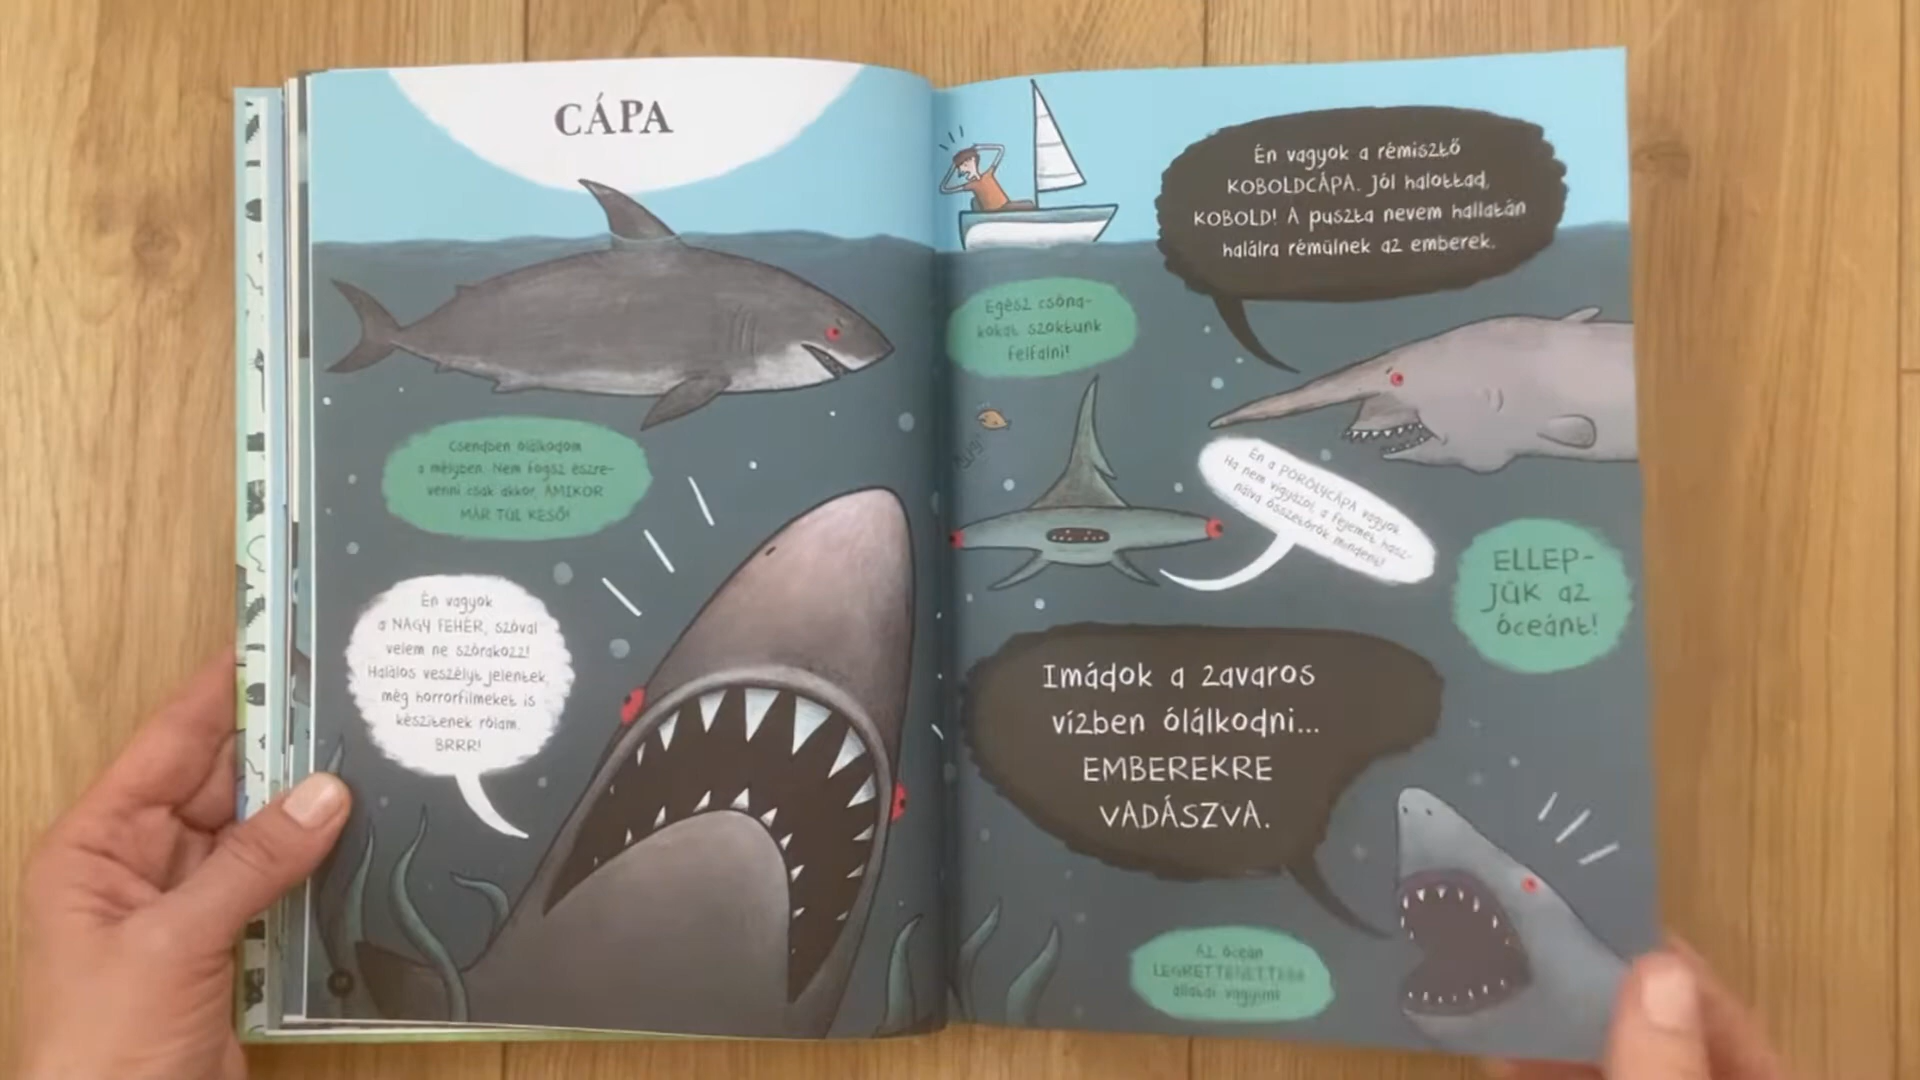 CÁPA
Csendben ólálkodom
a mélyben. Nem fogsz észre-
venni csak akkor, AMIKOR
MÁR TÚL KÉSŐ!
Én vagyok
a NAGY FEHÉR, szóval
velem ne szórakozz!
Halálos veszélyt jelentek,
még horrorfilmeket is
készítenek rólam.
BRRR!
Én vagyok a rémisztő
KOBOLDCÁPA. Jól halottad,
KOBOLD! A puszta nevem hallatán
halálra rémülnek az emberek.
Egész csóna-
kokat szoktunk
felfalni!
Én a PÖRÖLYCÁPA vagyok.
Ha nem vigyázol, a fejemet hasz-
nálva összetörök mindent!
ELLEP-
JÜK az
óceánt!
Imádok a zavaros
vízben ólálkodni...
EMBEREKRE
VADÁSZVA.
Az óceán
LEGRETTENETESEBB
állatai vagyunk